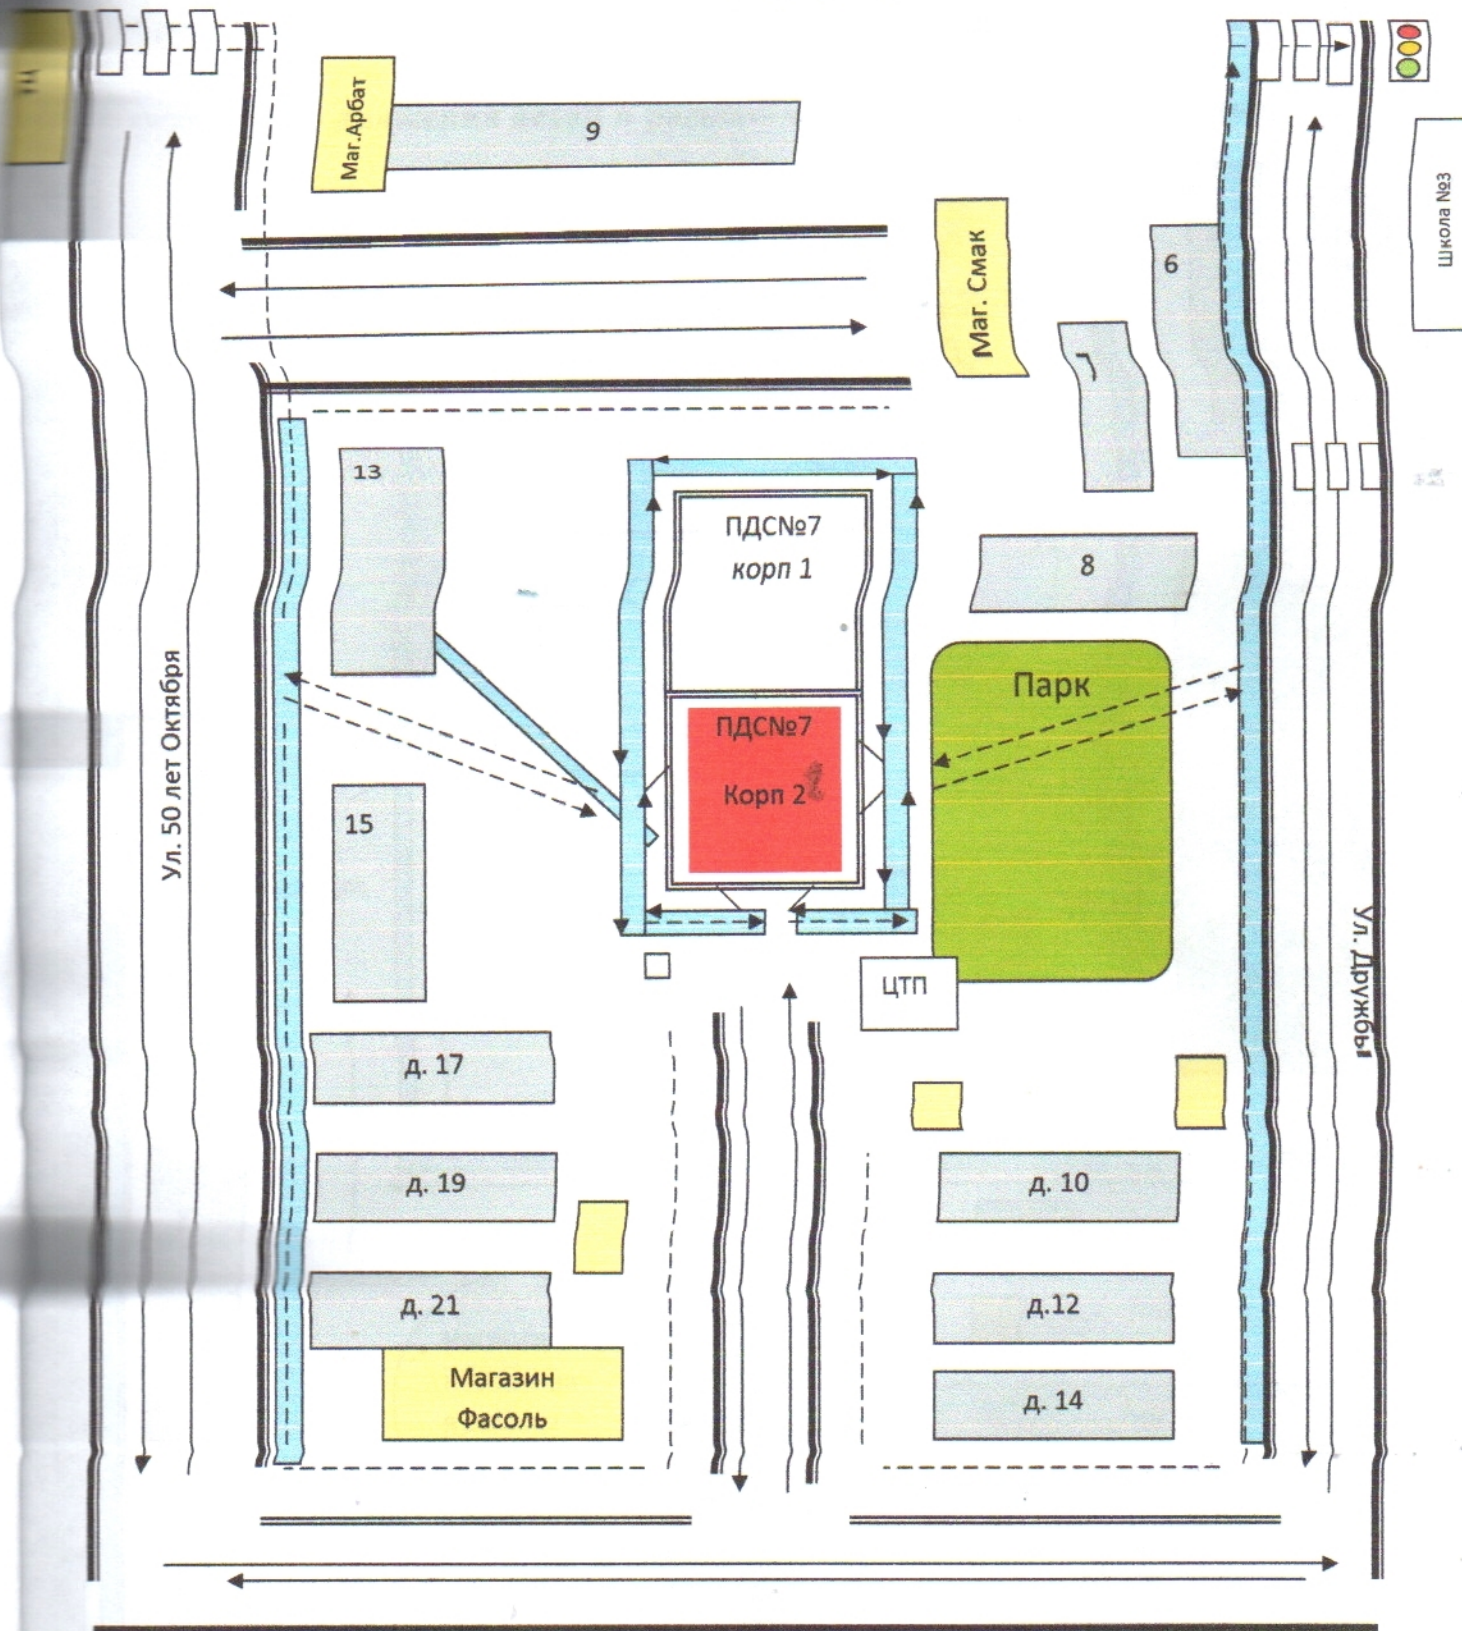 Маг.Арбат
9
Школа №3
6
Маг. Смак
13
ПДС№7
корп 1
8
Парк
ПДС№7
Корп 2
Ул. 50 лет Октября
15
ЦТП
Ул. Дружбы
д. 17
д. 19
д. 10
д. 21
д.12
Магазин
Фасоль
д. 14